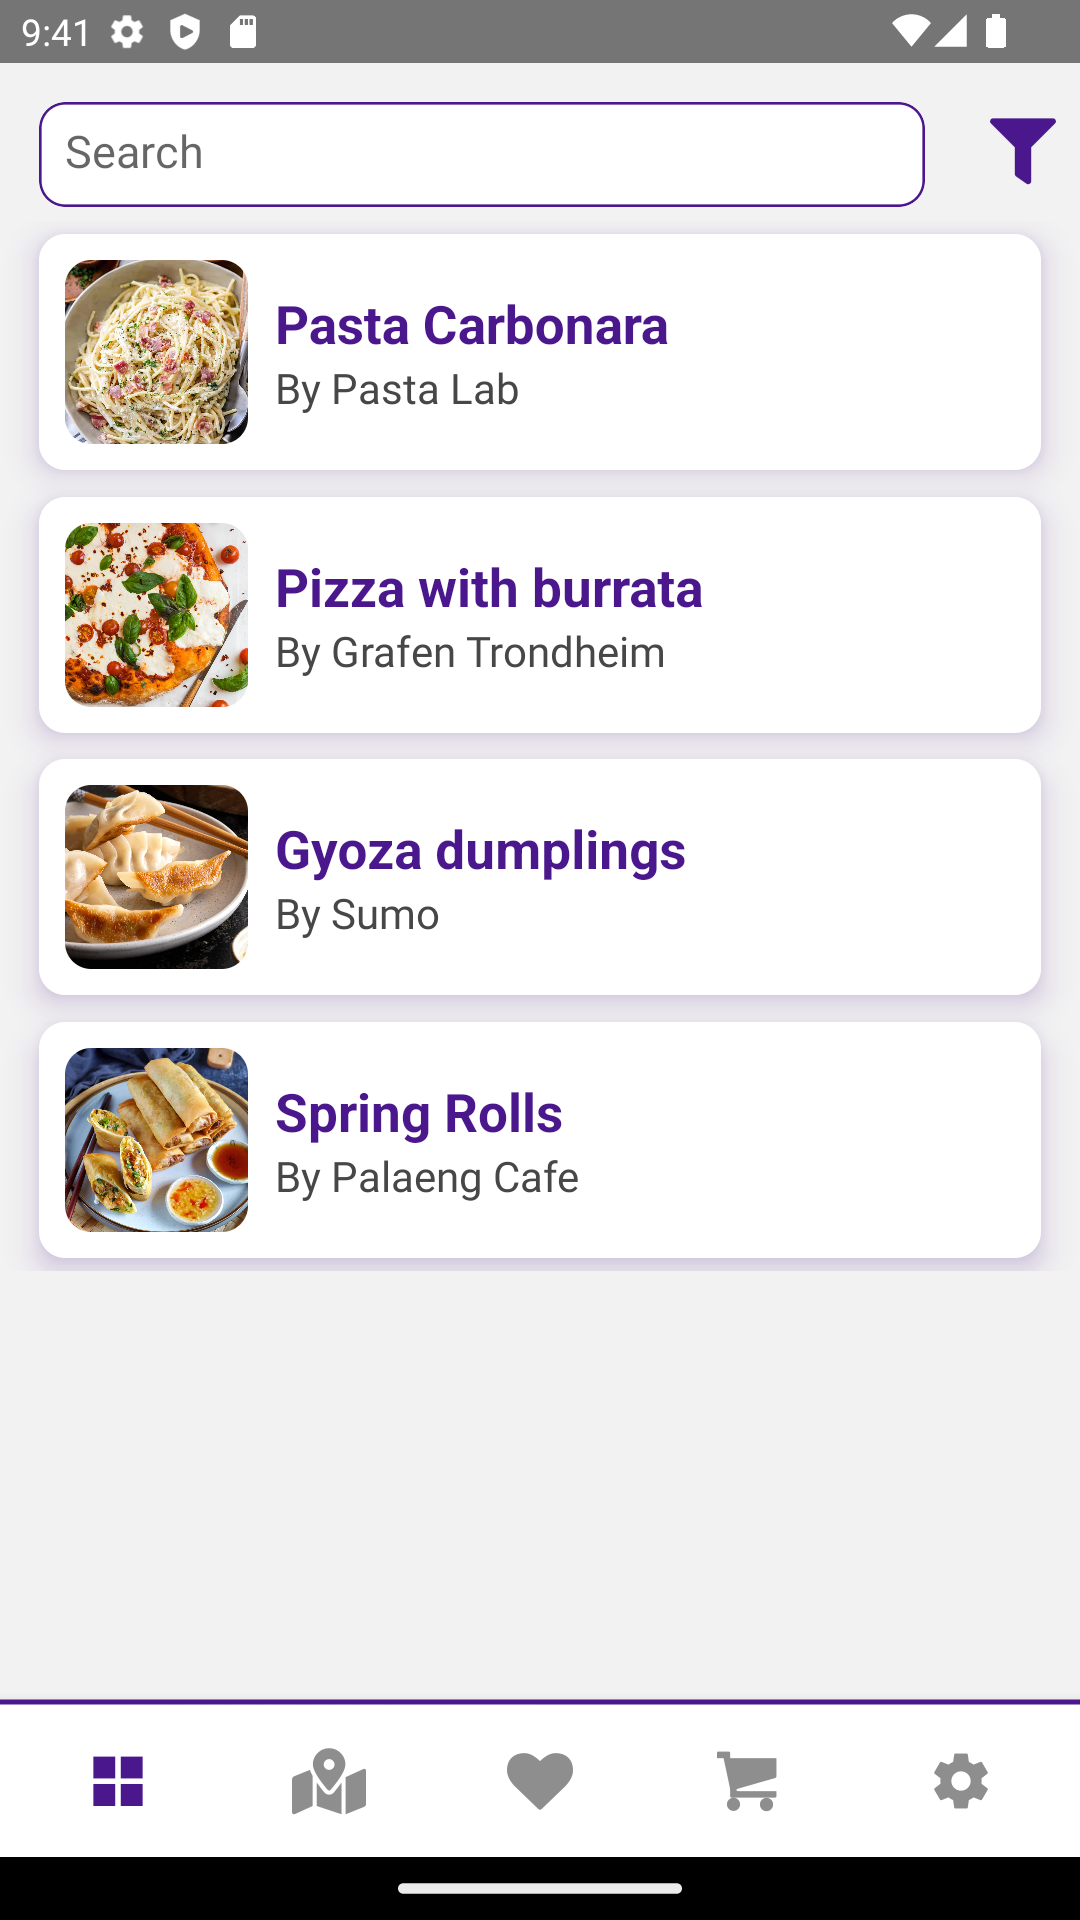 9:41
Search
Pasta Carbonara
By Pasta Lab
Pizza with burrata
By Grafen Trondheim
Gyoza dumplings
By Sumo
Spring Rolls
By Palaeng Cafe